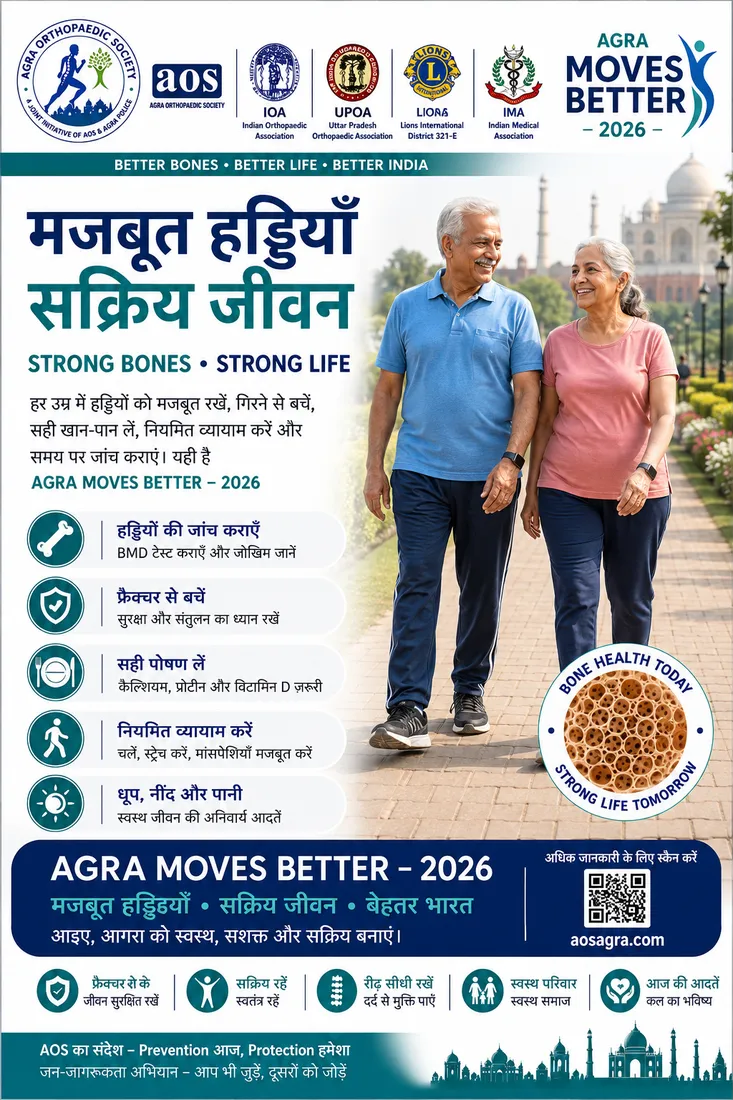 AGRA ORTHOPAEDIC SOCIETY
A JOINT INITIATIVE OF AOS & AGRA POLICE
aos
AGRA ORTHOPAEDIC SOCIETY
IOA
Indian Orthopaedic
Association
UPOA
Uttar Pradesh
Orthopaedic Association
LIONS
L
INTERNATIONAL
District 321-E
Lions International
IMA
Indian Medical
Association
AGRA
MOVES
BETTER
– 2026 –
BETTER BONES • BETTER LIFE • BETTER INDIA
मजबूत हड्डियाँ
सक्रिय जीवन
STRONG BONES • STRONG LIFE
हर उम्र में हड्डियों को मजबूत रखें, गिरने से बचें,
सही खान-पान लें, नियमित व्यायाम करें और
समय पर जांच कराएं। यही है
AGRA MOVES BETTER – 2026
हड्डियों की जांच कराएँ
BMD टेस्ट कराएँ और जोखिम जानें
फ्रैक्चर से बचें
सुरक्षा और संतुलन का ध्यान रखें
सही पोषण लें
कैल्शियम, प्रोटीन और विटामिन D ज़रूरी
नियमित व्यायाम करें
चलें, स्ट्रेच करें, मांसपेशियाँ मजबूत करें
धूप, नींद और पानी
स्वस्थ जीवन की अनिवार्य आदतें
BONE HEALTH TODAY
STRONG LIFE TOMORROW
AGRA MOVES BETTER – 2026
मजबूत हड्डियाँ • सक्रिय जीवन • बेहतर भारत
आइए, आगरा को स्वस्थ, सशक्त और सक्रिय बनाएं।
अधिक जानकारी के लिए स्कैन करें
aosagra.com
फ्रैक्चर से के
जीवन सुरक्षित रखें
सक्रिय रहें
स्वतंत्र रहें
रीढ़ सीधी रखें
दर्द से मुक्ति पाएँ
स्वस्थ परिवार
स्वस्थ समाज
आज की आदतें
कल का भविष्य
AOS का संदेश – Prevention आज, Protection हमेशा
जन-जागरूकता अभियान – आप भी जुड़ें, दूसरों को जोड़ें